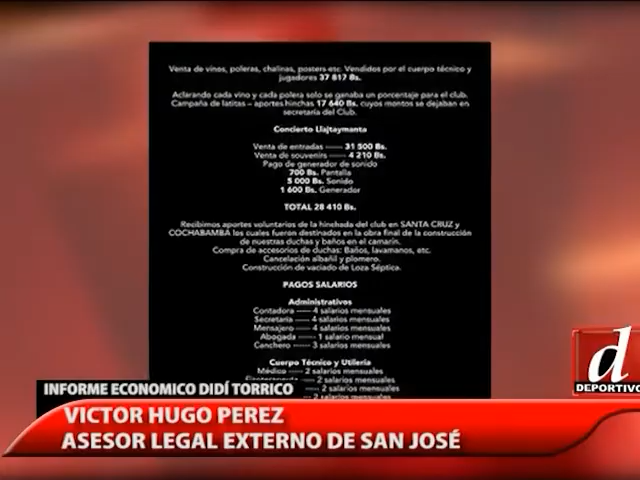 Venta de vinos, poleras, chalinas, posters etc. Vendidos por el cuerpo técnico y
jugadores 37 817 Bs.
Aclarando cada vino y cada polera solo se ganaba un porcentaje para el club.
Campaña de latitas – aportes hinchas 17 640 Bs. cuyos montos se dejaban en
secretaría del Club.
Concierto Llajtaymanta
Venta de entradas ------ 31 500 Bs.
Venta de souvenirs ------ 4 210 Bs.
Pago de generador de sonido
700 Bs. Pantalla
5 000 Bs. Sonido
1 600 Bs. Generador
TOTAL 28 410 Bs.
Recibimos aportes voluntarios de la hinchada del club en SANTA CRUZ y
COCHABAMBA los cuales fueron destinados en la obra final de la construcción
de nuestras duchas y baños en el camarín.
Compra de accesorios de duchas: Baños, lavamanos, etc.
Cancelación albañil y plomero.
Construcción de vaciado de Loza Séptica.
PAGOS SALARIOS
Administrativos
Contadora ----- 4 salarios mensuales
Secretaria ----- 4 salarios mensuales
Mensajero ----- 4 salarios mensuales
Abogada ----- 1 salario mensual
Canchero ------ 3 salarios mensuales
Cuerpo Técnico y Utilería
Médico ----- 2 salarios mensuales
----- 2 salarios mensuales
----- 2 salarios mensuales
d
DEPORTIVO
INFORME ECONOMICO DIDÍ TORRICO
VICTOR HUGO PEREZ
ASESOR LEGAL EXTERNO DE SAN JOSÉ